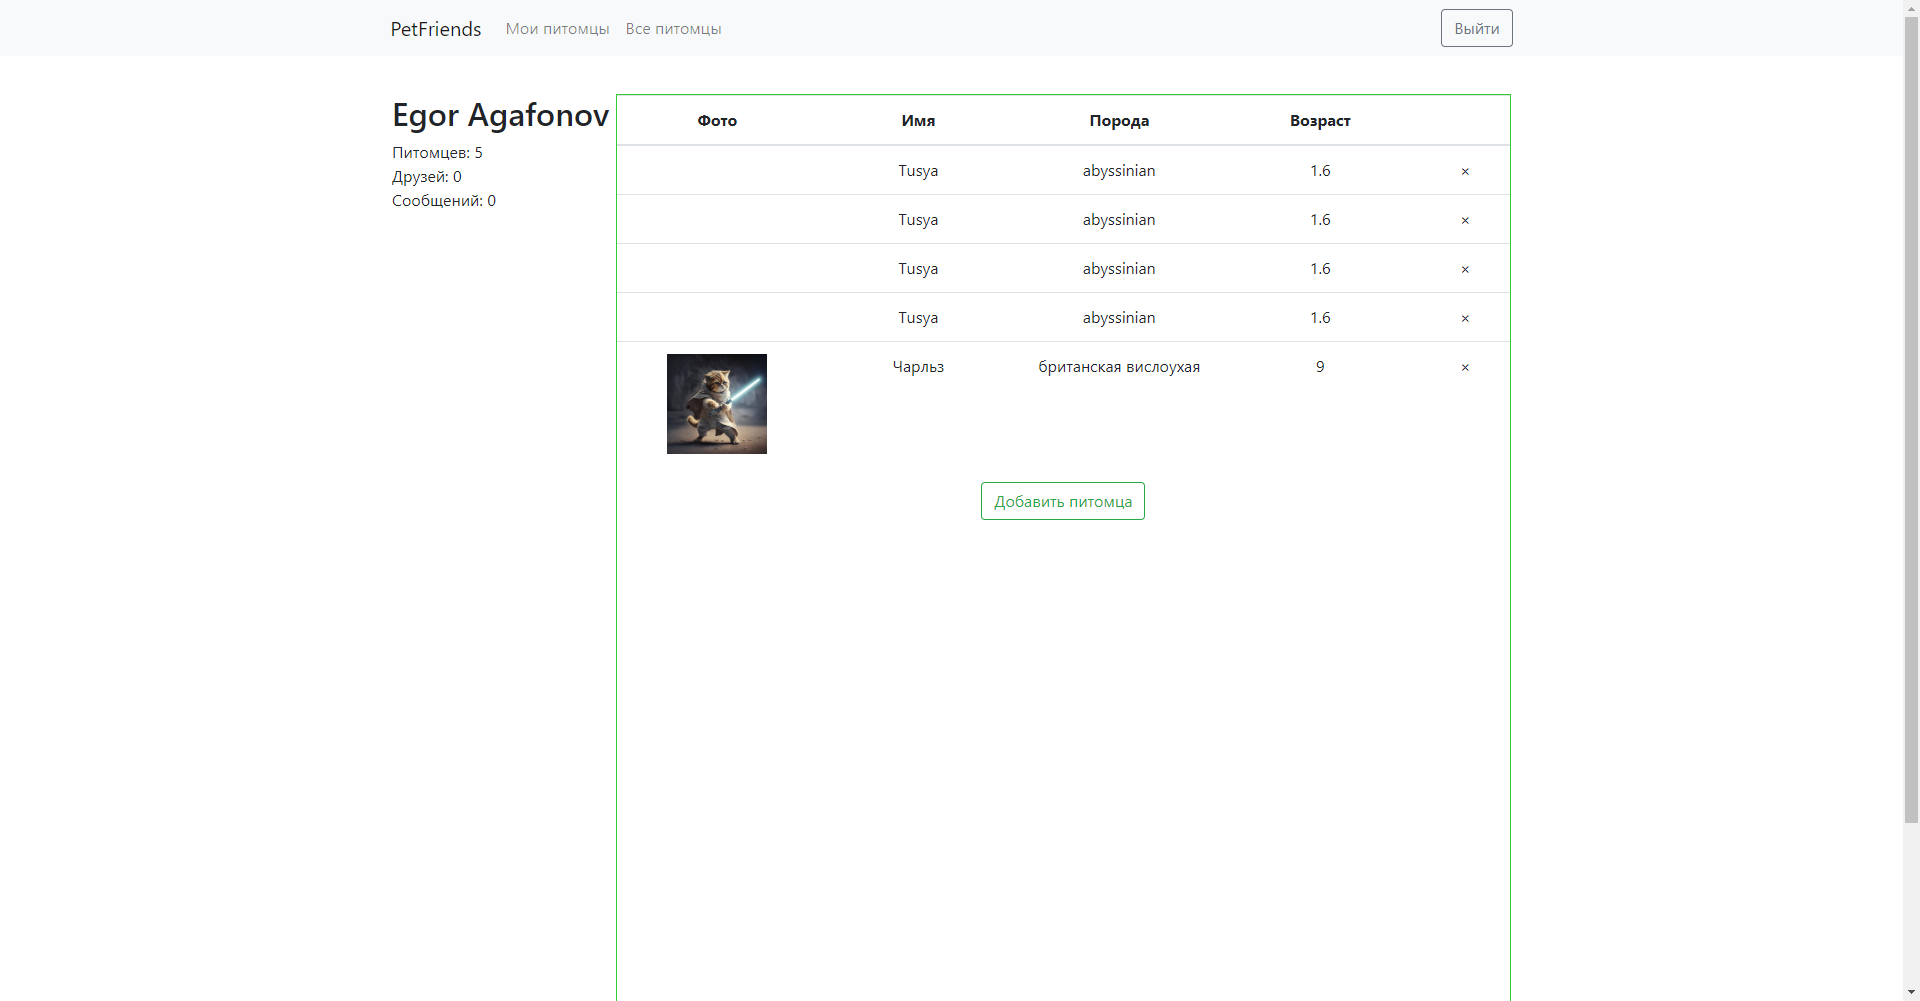 PetFriends Мои питомцы Все питомцы Выйти
Egor Agafonov
Питомцев: 5
Друзей: 0
Сообщений: 0
Фото Имя Порода Возраст
Tusya abyssinian 1.6 ×
Tusya abyssinian 1.6 ×
Tusya abyssinian 1.6 ×
Tusya abyssinian 1.6 ×
Чарльз британская вислоухая 9 ×
Добавить питомца